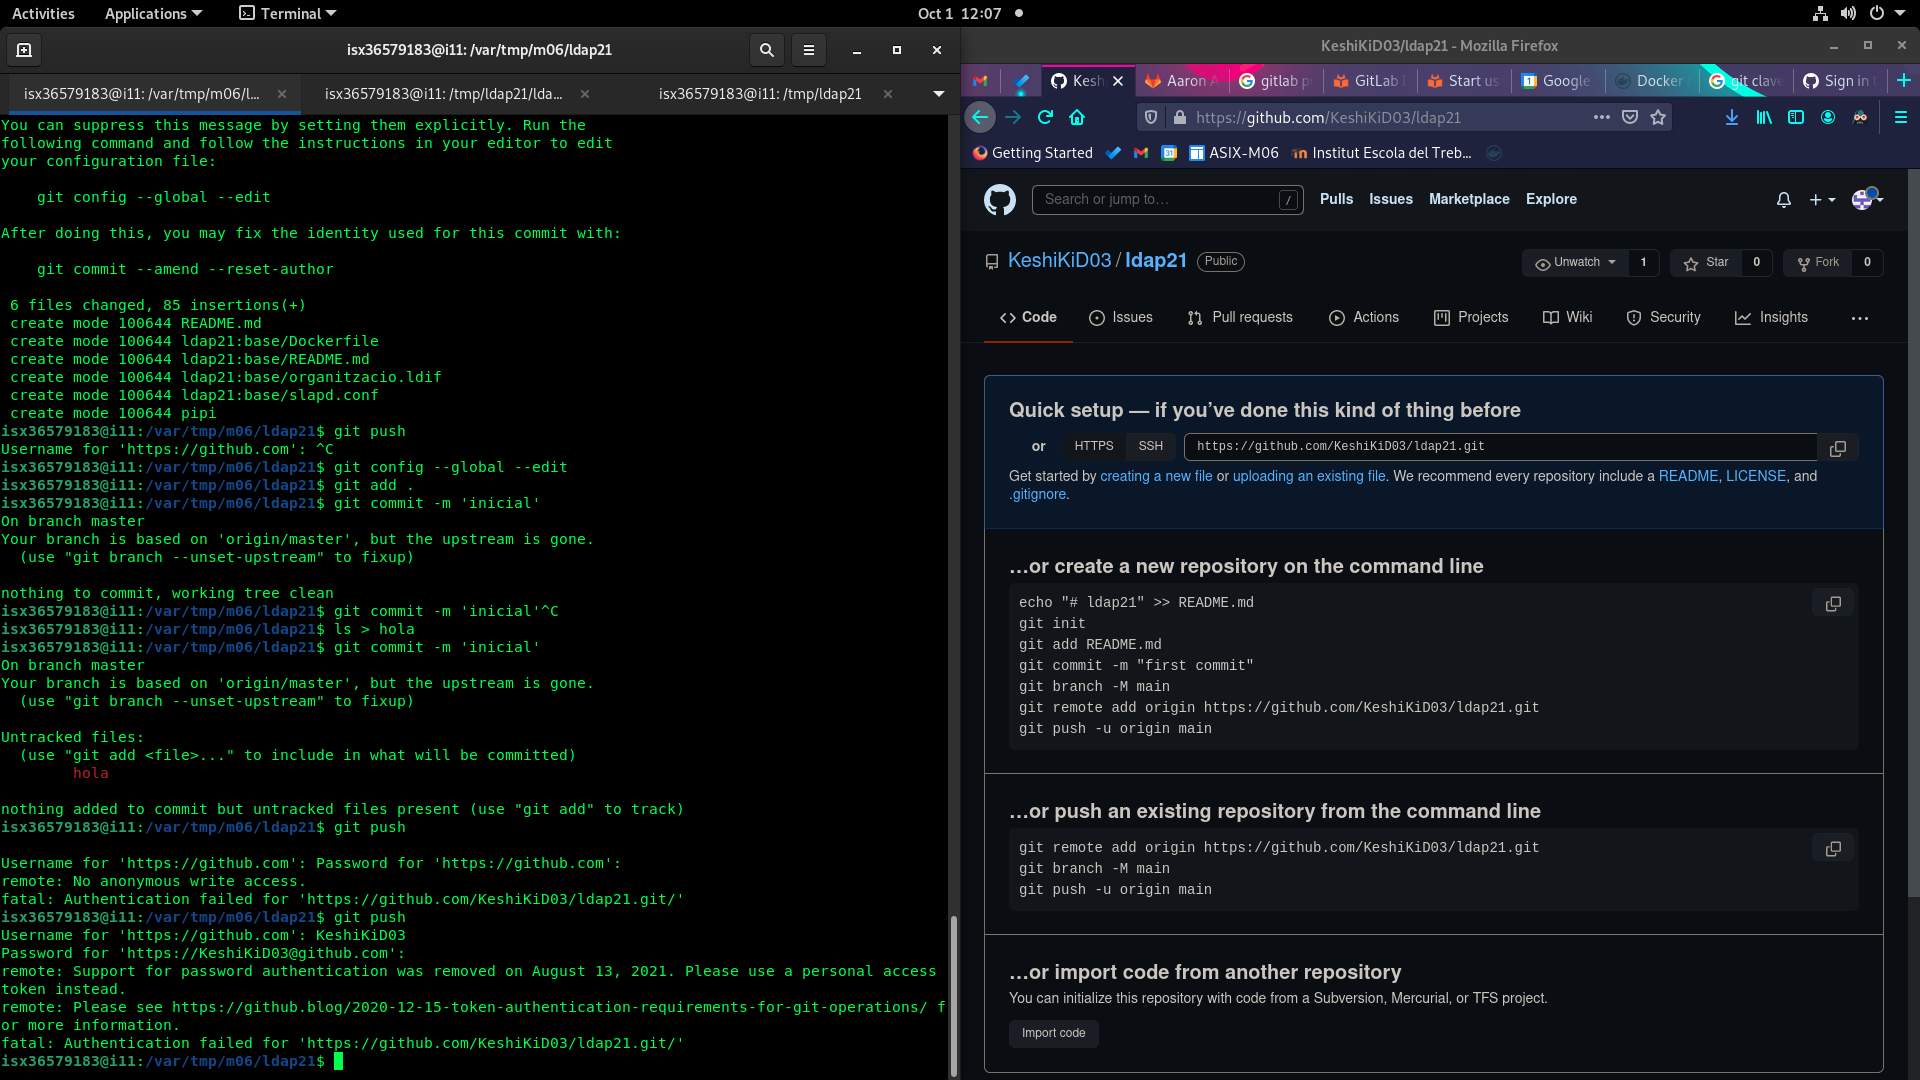 Activities
Applications
Terminal
Oct 1 12:07
isx36579183@i11: /var/tmp/m06/ldap21
isx36579183@i11: /var/tmp/m06/l...
isx36579183@i11: /tmp/ldap21/lda...
isx36579183@i11: /tmp/ldap21
You can suppress this message by setting them explicitly. Run the
following command and follow the instructions in your editor to edit
your configuration file:
git config --global --edit
After doing this, you may fix the identity used for this commit with:
git commit --amend --reset-author
6 files changed, 85 insertions(+)
create mode 100644 README.md
create mode 100644 ldap21:base/Dockerfile
create mode 100644 ldap21:base/README.md
create mode 100644 ldap21:base/organitzacio.ldif
create mode 100644 ldap21:base/slapd.conf
create mode 100644 pipi
isx36579183@i11:/var/tmp/m06/ldap21$ git push
Username for 'https://github.com': ^C
isx36579183@i11:/var/tmp/m06/ldap21$ git config --global --edit
isx36579183@i11:/var/tmp/m06/ldap21$ git add .
isx36579183@i11:/var/tmp/m06/ldap21$ git commit -m 'inicial'
On branch master
Your branch is based on 'origin/master', but the upstream is gone.
(use "git branch --unset-upstream" to fixup)
nothing to commit, working tree clean
isx36579183@i11:/var/tmp/m06/ldap21$ git commit -m 'inicial'^C
isx36579183@i11:/var/tmp/m06/ldap21$ ls > hola
isx36579183@i11:/var/tmp/m06/ldap21$ git commit -m 'inicial'
On branch master
Your branch is based on 'origin/master', but the upstream is gone.
(use "git branch --unset-upstream" to fixup)
Untracked files:
(use "git add <file>..." to include in what will be committed)
hola
nothing added to commit but untracked files present (use "git add" to track)
isx36579183@i11:/var/tmp/m06/ldap21$ git push
Username for 'https://github.com': Password for 'https://github.com':
remote: No anonymous write access.
fatal: Authentication failed for 'https://github.com/KeshiKiD03/ldap21.git/'
isx36579183@i11:/var/tmp/m06/ldap21$ git push
Username for 'https://github.com': KeshiKiD03
Password for 'https://KeshiKiD03@github.com':
remote: Support for password authentication was removed on August 13, 2021. Please use a personal access
token instead.
remote: Please see https://github.blog/2020-12-15-token-authentication-requirements-for-git-operations/ f
or more information.
fatal: Authentication failed for 'https://github.com/KeshiKiD03/ldap21.git/'
isx36579183@i11:/var/tmp/m06/ldap21$
KeshiKiD03/ldap21 - Mozilla Firefox
Kesh
Aaron A
gitlab p
GitLab
Start us
Google
Docker
git clave
Sign in
https://github.com/KeshiKiD03/ldap21
Getting Started
ASIX-M06
Institut Escola del Treb...
Search or jump to…
/
Pulls
Issues
Marketplace
Explore
KeshiKiD03 / ldap21 Public
Unwatch 1
Star 0
Fork 0
Code
Issues
Pull requests
Actions
Projects
Wiki
Security
Insights
Quick setup — if you’ve done this kind of thing before
or HTTPS SSH https://github.com/KeshiKiD03/ldap21.git
Get started by creating a new file or uploading an existing file. We recommend every repository include a README, LICENSE, and
.gitignore.
…or create a new repository on the command line
echo "# ldap21" >> README.md
git init
git add README.md
git commit -m "first commit"
git branch -M main
git remote add origin https://github.com/KeshiKiD03/ldap21.git
git push -u origin main
…or push an existing repository from the command line
git remote add origin https://github.com/KeshiKiD03/ldap21.git
git branch -M main
git push -u origin main
…or import code from another repository
You can initialize this repository with code from a Subversion, Mercurial, or TFS project.
Import code